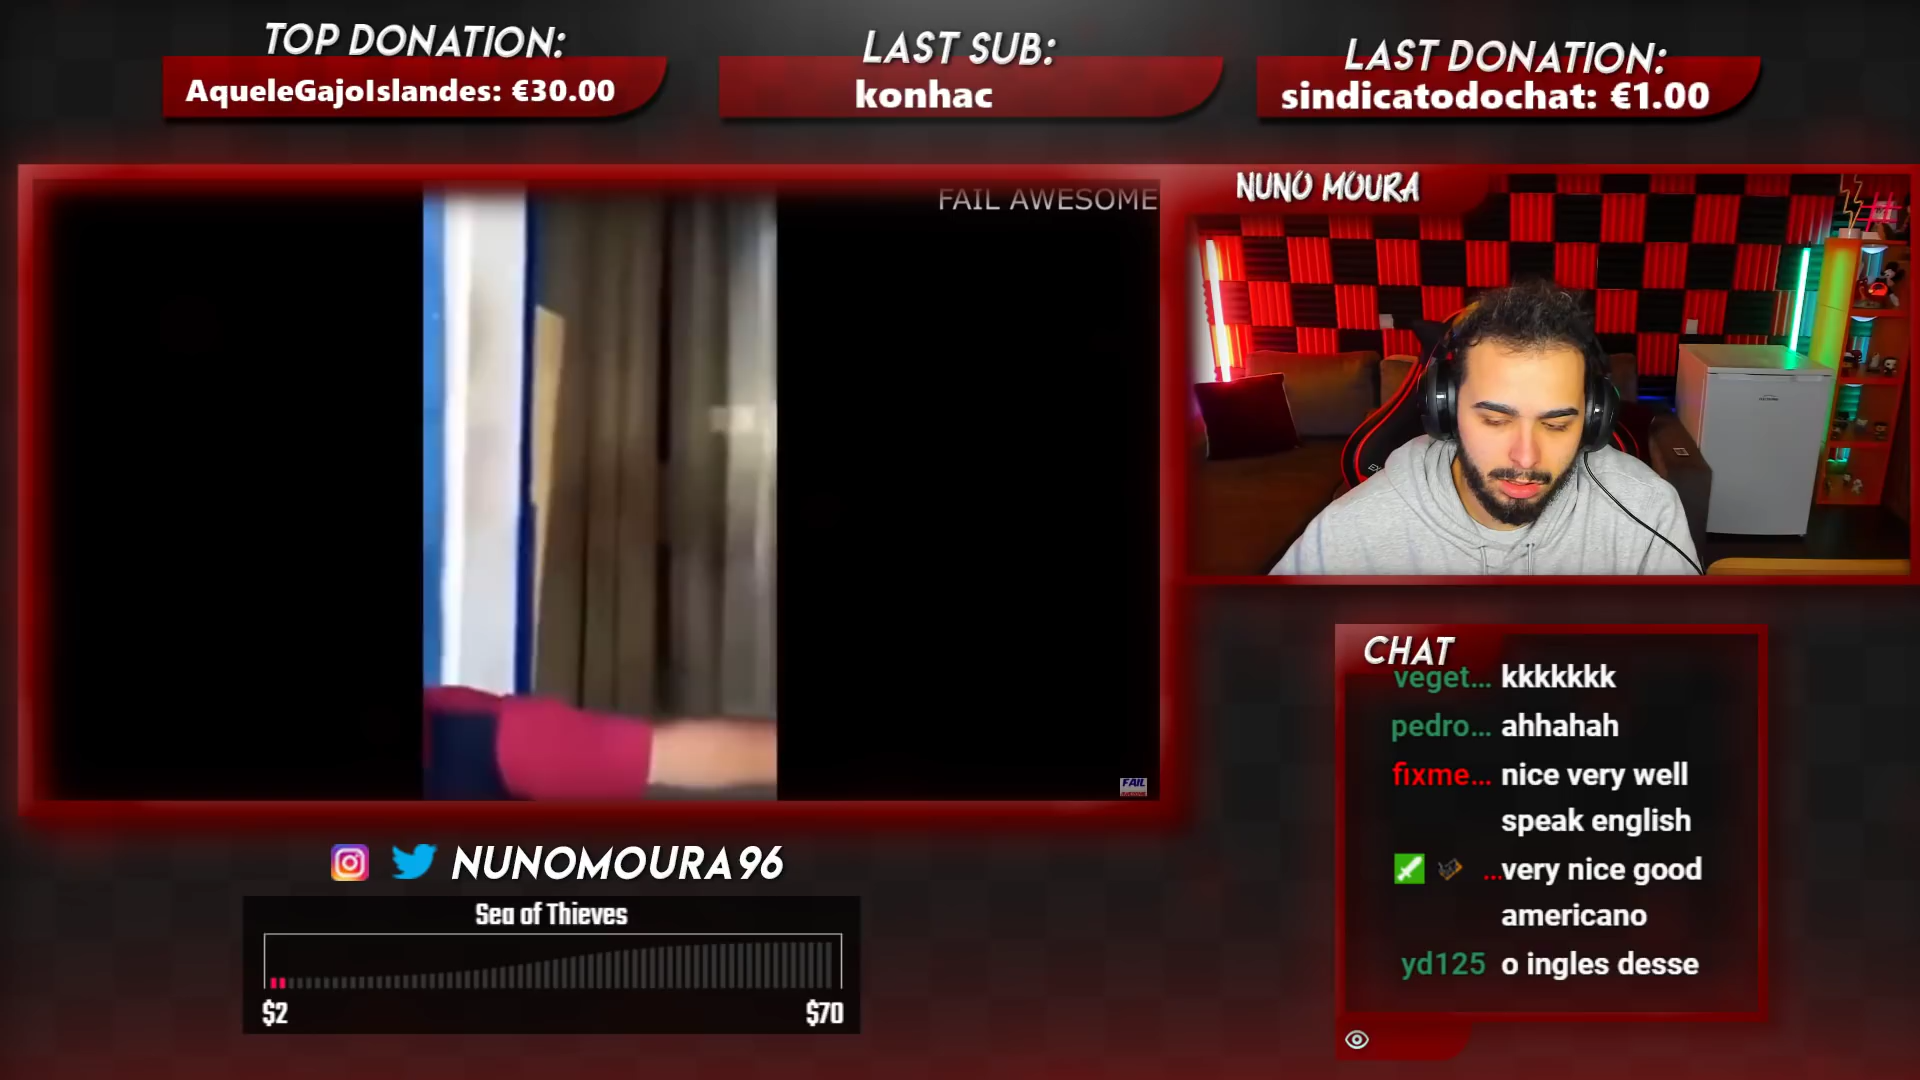 TOP DONATION:
AqueleGajoIslandes: €30.00
LAST SUB:
konhac
LAST DONATION:
sindicatodochat: €1.00
FAIL AWESOME
NUNO MOURA
FAIL
AWESOME
CHAT
veget... kkkkkkk
pedro... ahhahah
fixme... nice very well
speak english
...very nice good
americano
yd125 o ingles desse
NUNOMOURA96
Sea of Thieves
$2
$70